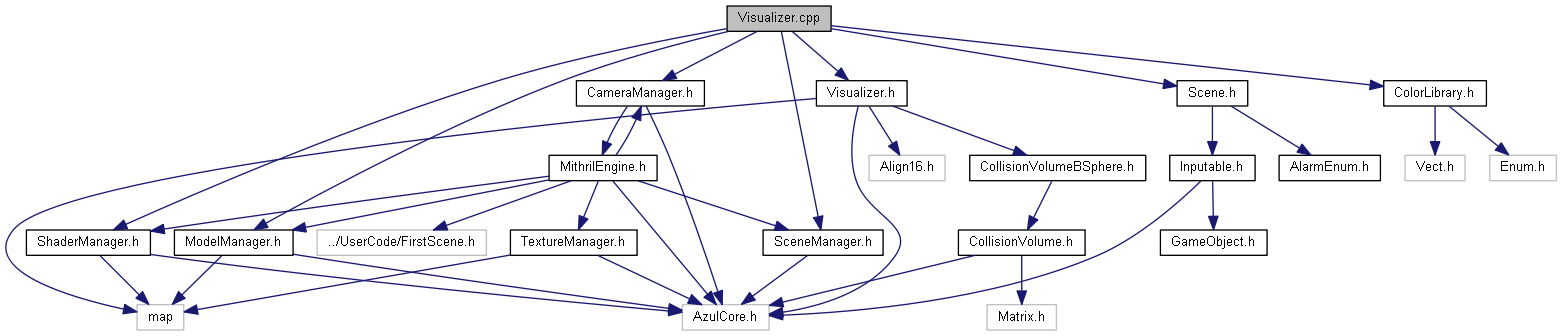 Visualizer.cpp
CameraManager.h
Visualizer.h
Scene.h
ColorLibrary.h
MithrilEngine.h
Align16.h
CollisionVolumeBSphere.h
Inputable.h
AlarmEnum.h
Vect.h
Enum.h
ShaderManager.h
ModelManager.h
../UserCode/FirstScene.h
TextureManager.h
SceneManager.h
CollisionVolume.h
GameObject.h
map
AzulCore.h
Matrix.h